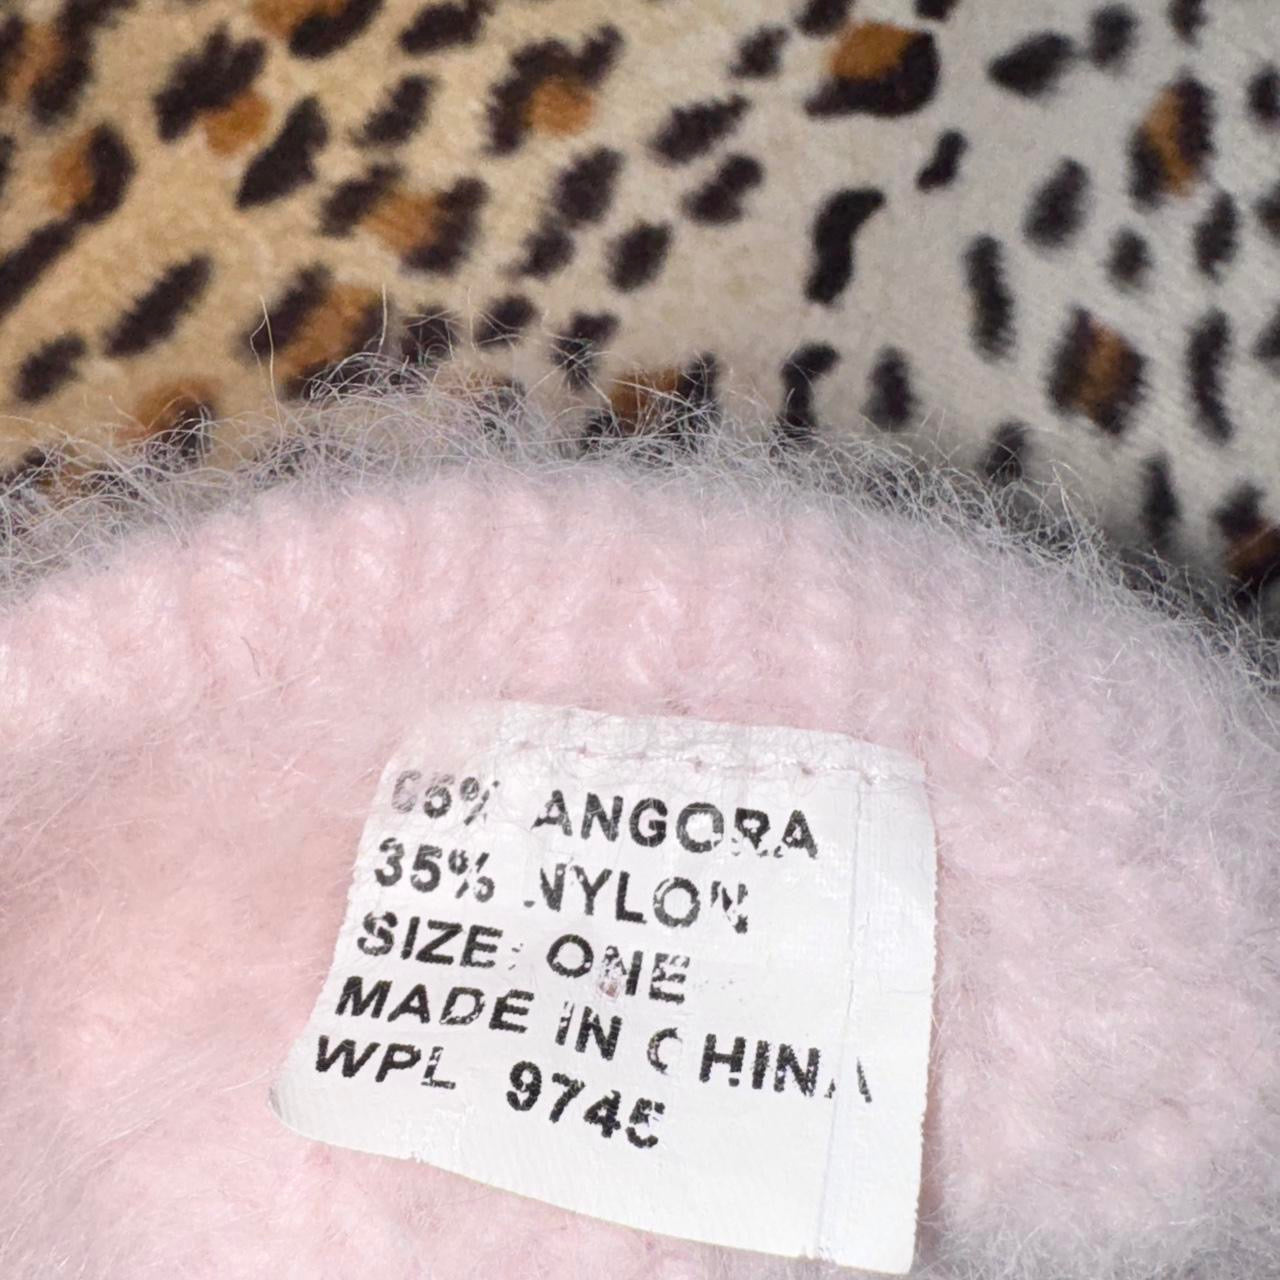 65% ANGORA
35% NYLON
SIZE: ONE
MADE IN CHINA
WPL 9745